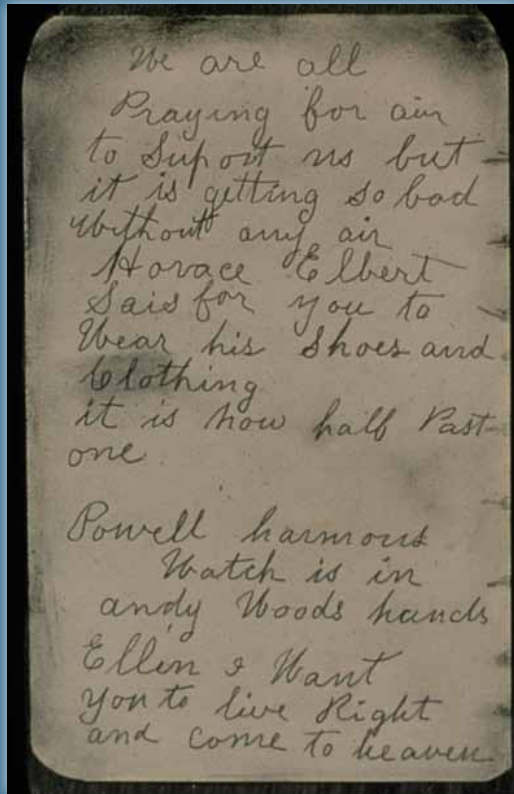 We are all
Praying for air
to Suport us but
it is getting so bad
Without any air
Horace Elbert
Sais for you to
Wear his Shoes and
Clothing
it is now half Past
one
Powell harmons
Watch is in
andy Woods hands
Ellen I Want
you to live Right
and come to heaven